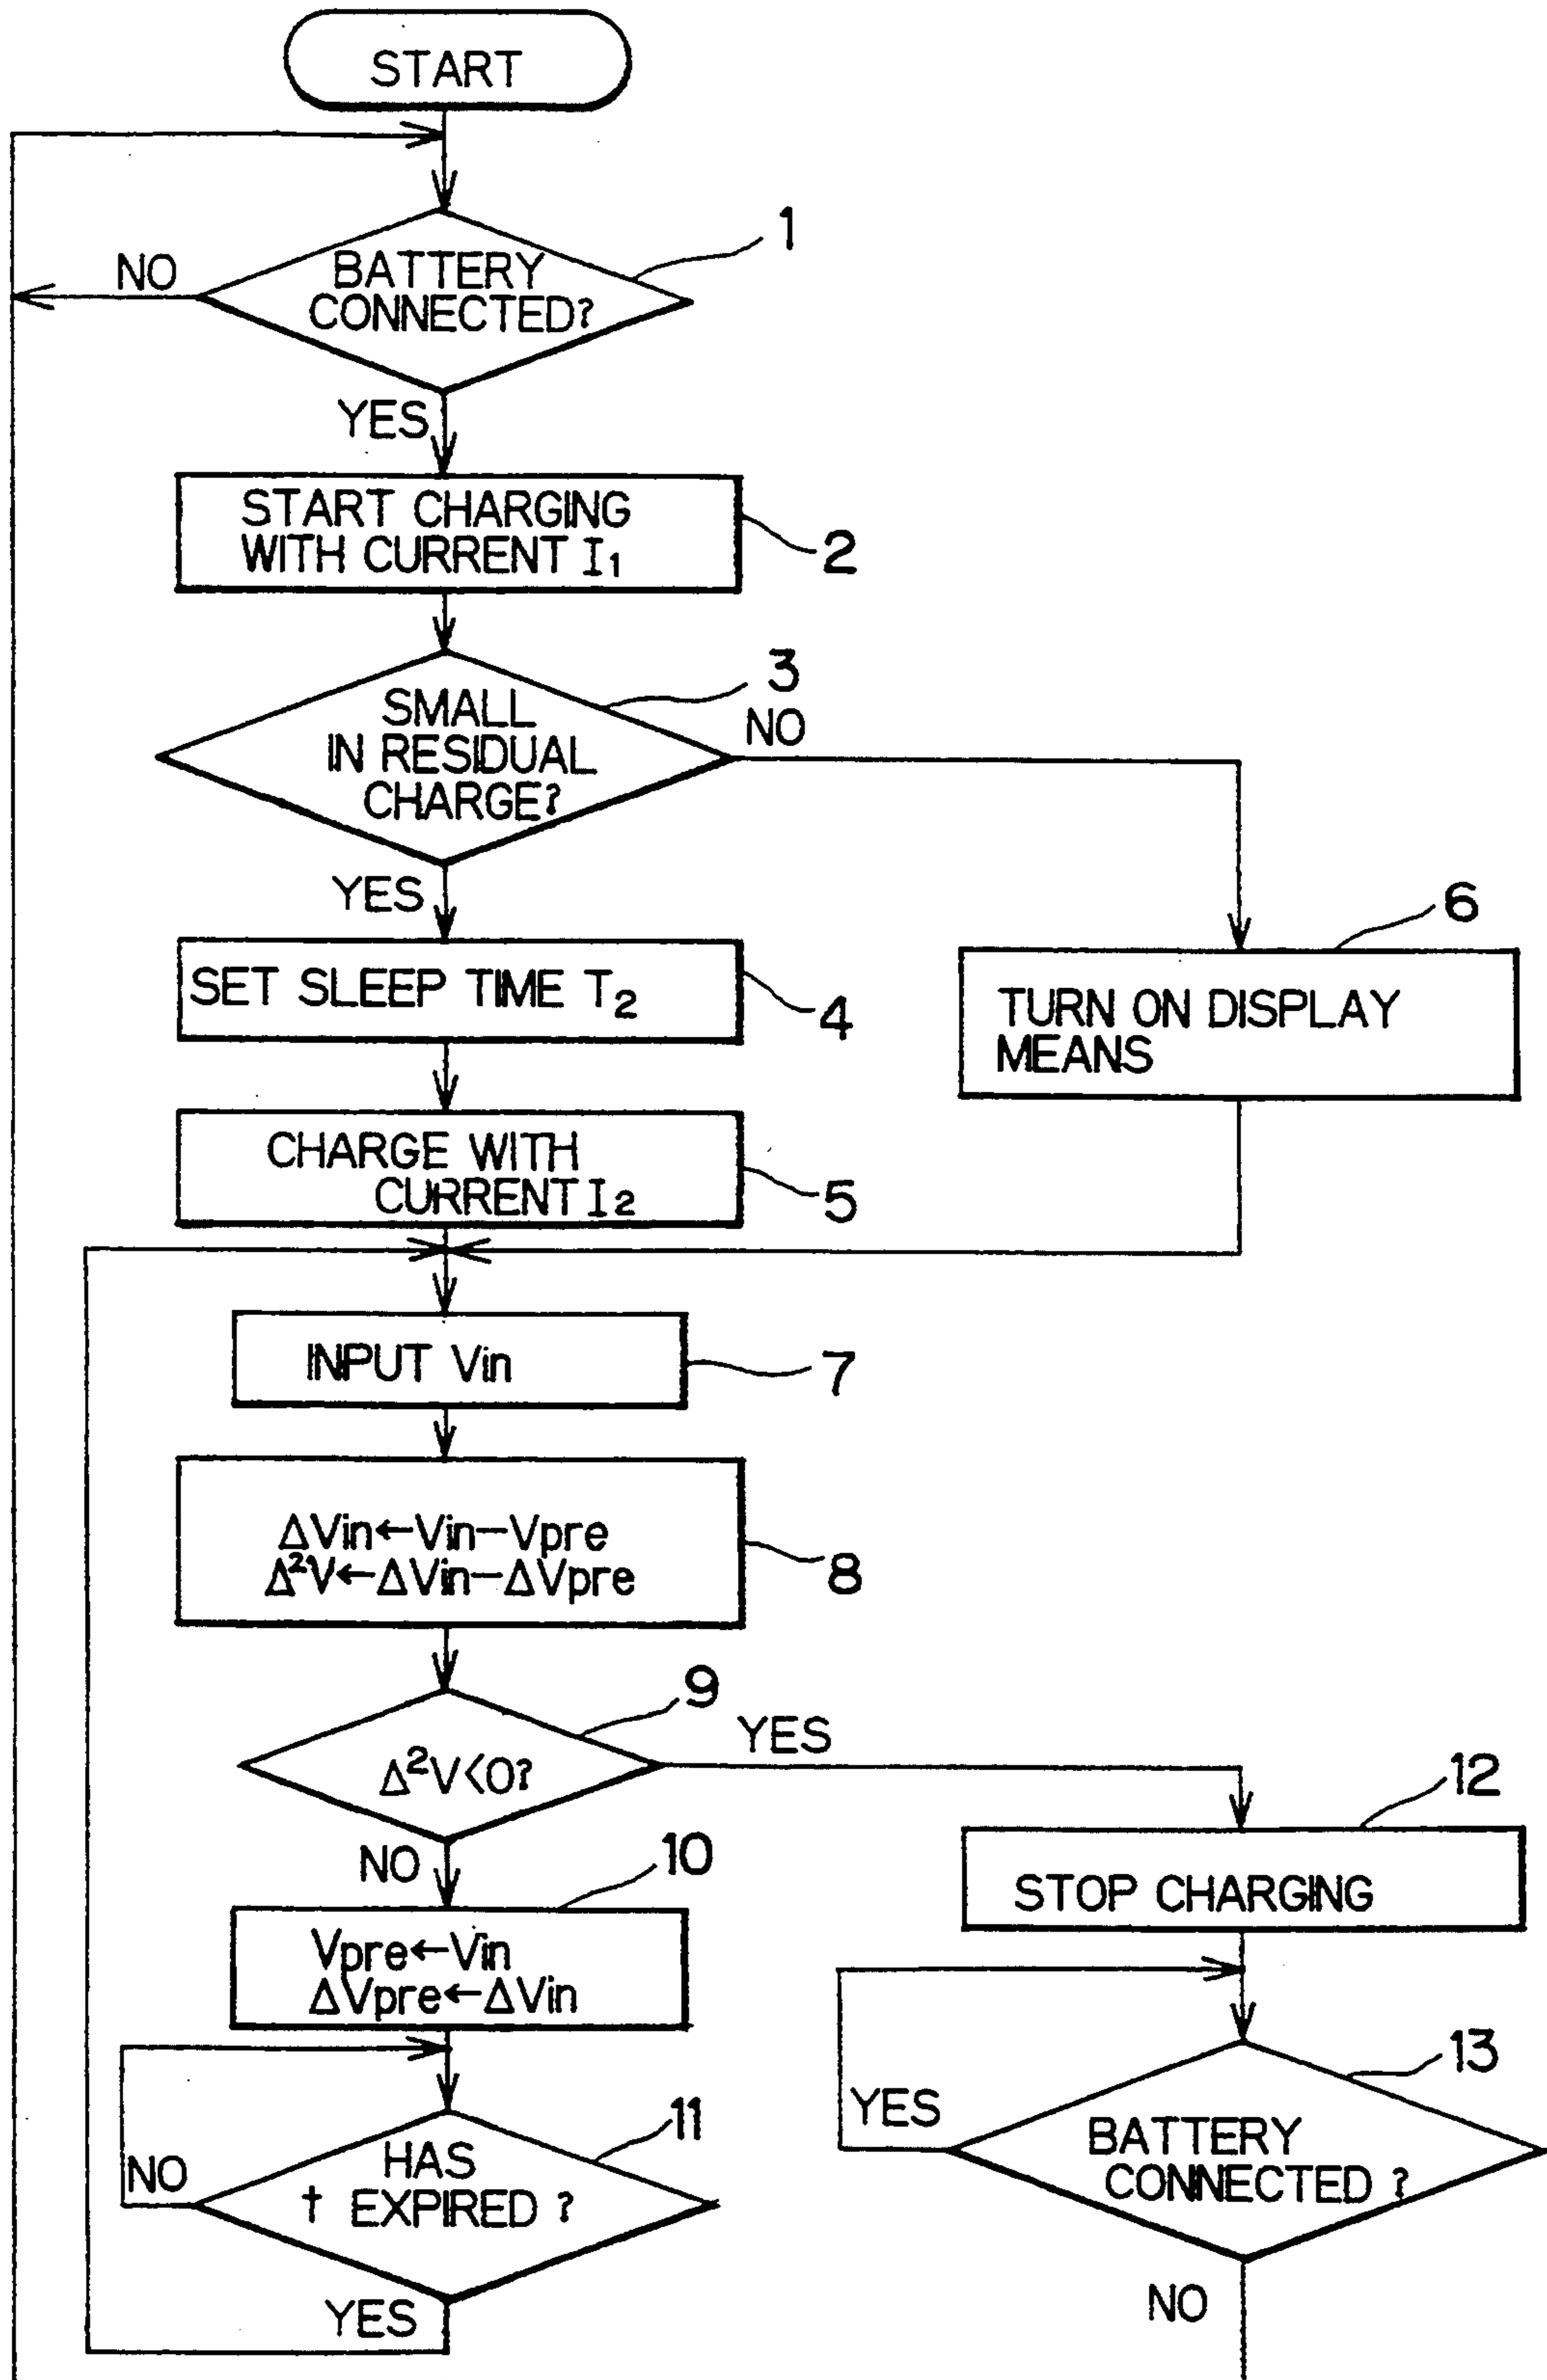 START
1
NO
BATTERY
CONNECTED?
YES
START CHARGING
WITH CURRENT I₁
2
3
SMALL
IN RESIDUAL
CHARGE?
NO
YES
6
SET SLEEP TIME T₂
4
TURN ON DISPLAY
MEANS
CHARGE WITH
CURRENT I₂
5
INPUT Vin
7
ΔVin←Vin−Vpre
Δ²V←ΔVin−ΔVpre
8
9
YES
Δ²V<0?
12
NO
10
STOP CHARGING
Vpre←Vin
ΔVpre←ΔVin
13
11
YES
BATTERY
CONNECTED ?
NO
HAS
t EXPIRED ?
YES
NO